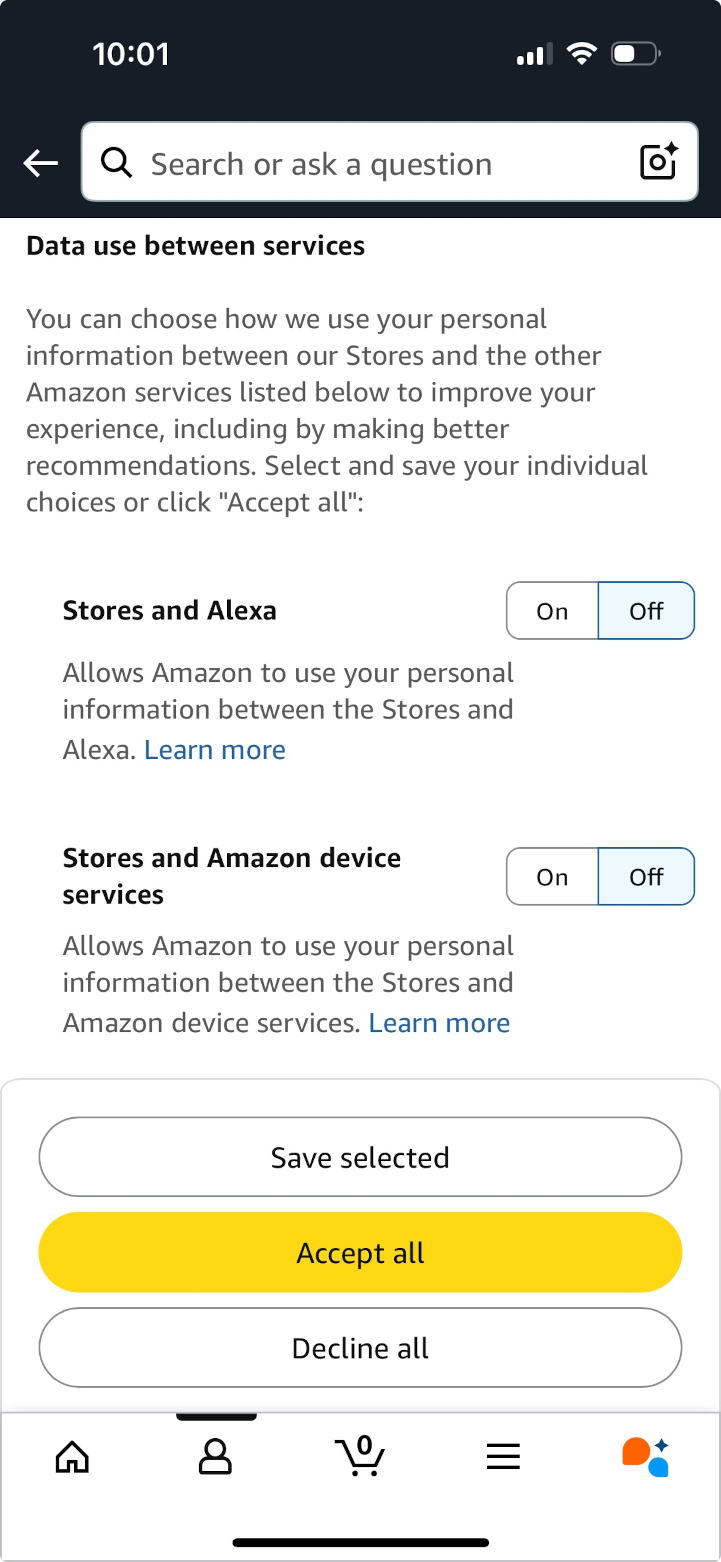 10:01
Search or ask a question
Data use between services
You can choose how we use your personal
information between our Stores and the other
Amazon services listed below to improve your
experience, including by making better
recommendations. Select and save your individual
choices or click "Accept all":
Stores and Alexa
On
Off
Allows Amazon to use your personal
information between the Stores and
Alexa. Learn more
Stores and Amazon device
services
On
Off
Allows Amazon to use your personal
information between the Stores and
Amazon device services. Learn more
Save selected
Accept all
Decline all
0